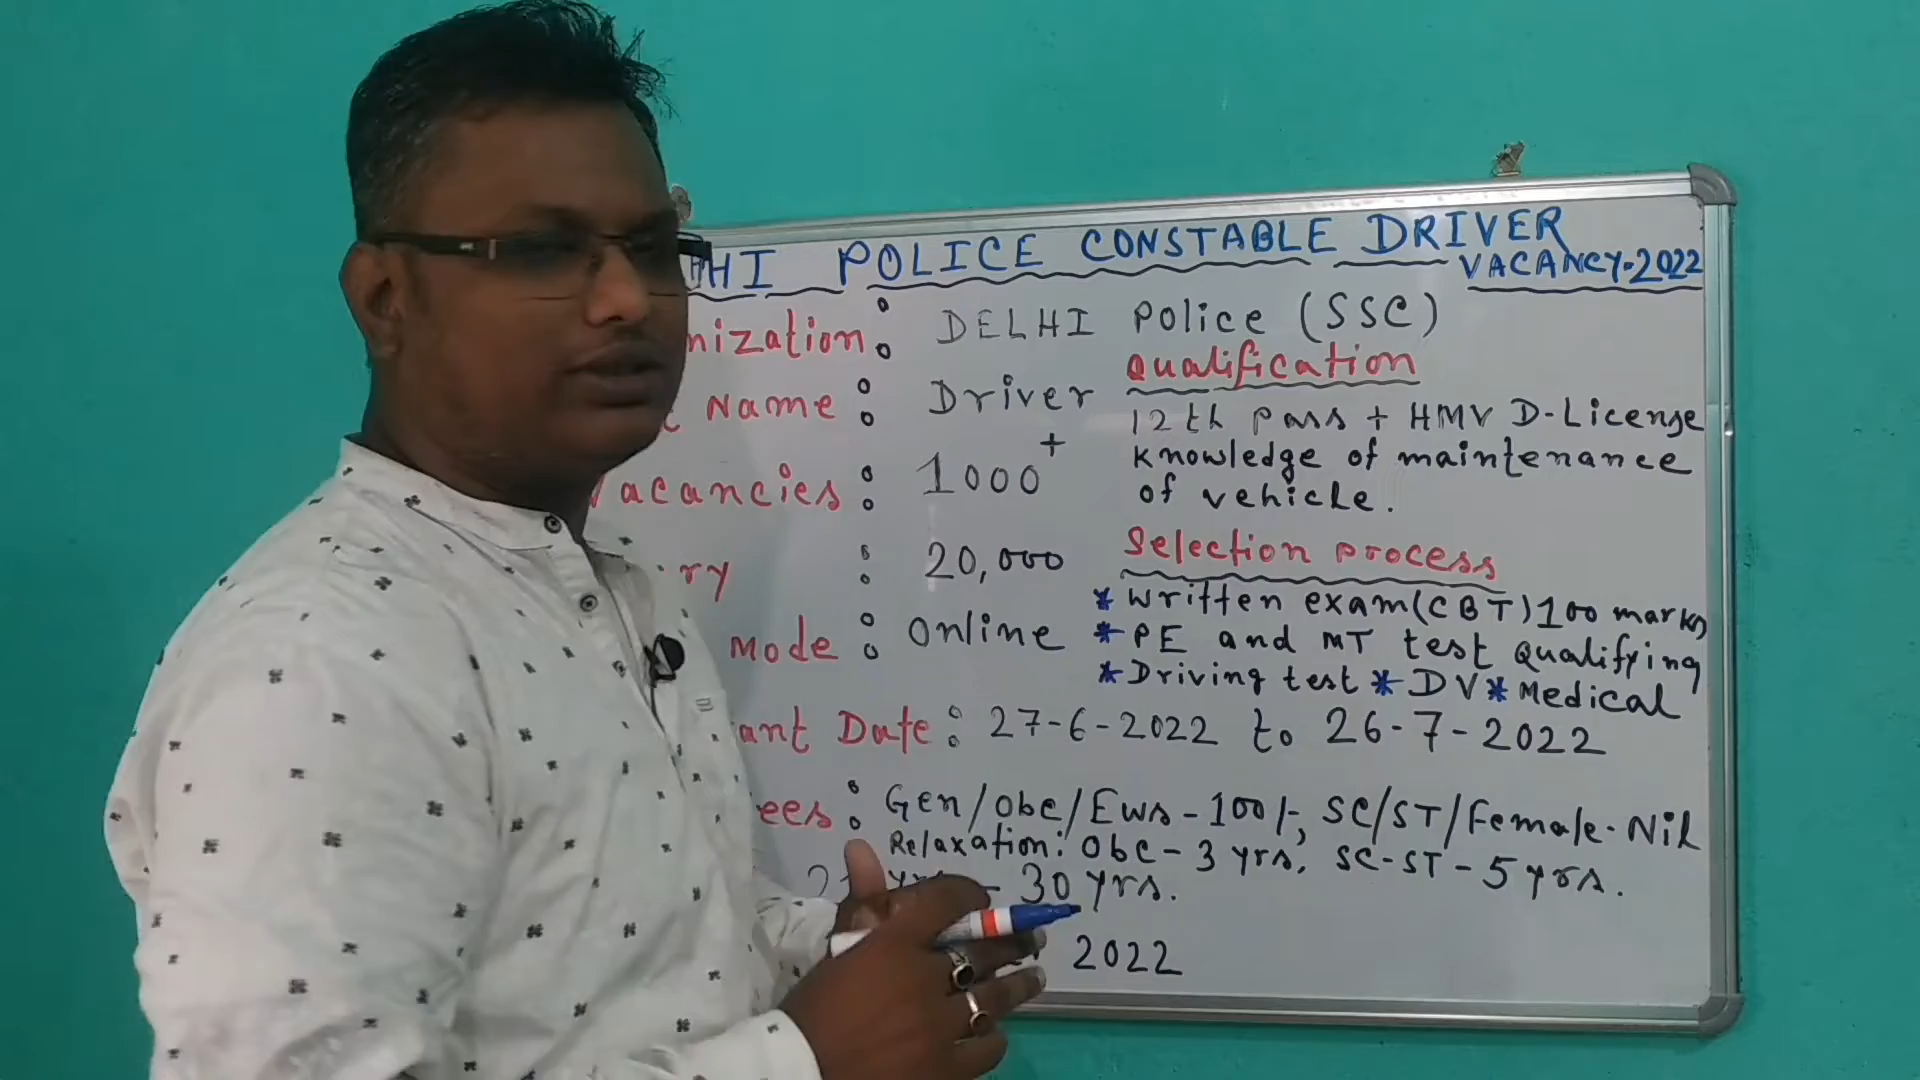 HI POLICE CONSTABLE DRIVER
VACANCY-2022
nization : DELHI Police (SSC)
Qualification
Name : Driver
12th pass + HMV D-License
knowledge of maintenance
of vehicle.
Vacancies : 1000+
Selection process
ry : 20,000
* written exam (CBT) 100 marks
mode : Online
* PE and MT test qualifying
* Driving test * DV * Medical
ant Date : 27-6-2022 to 26-7-2022
ees : Gen/Obc/Ews - 100/-, SC/ST/Female - Nil
Relaxation: Obc - 3 yrs, SC-ST - 5 yrs.
yrs - 30 yrs.
2022